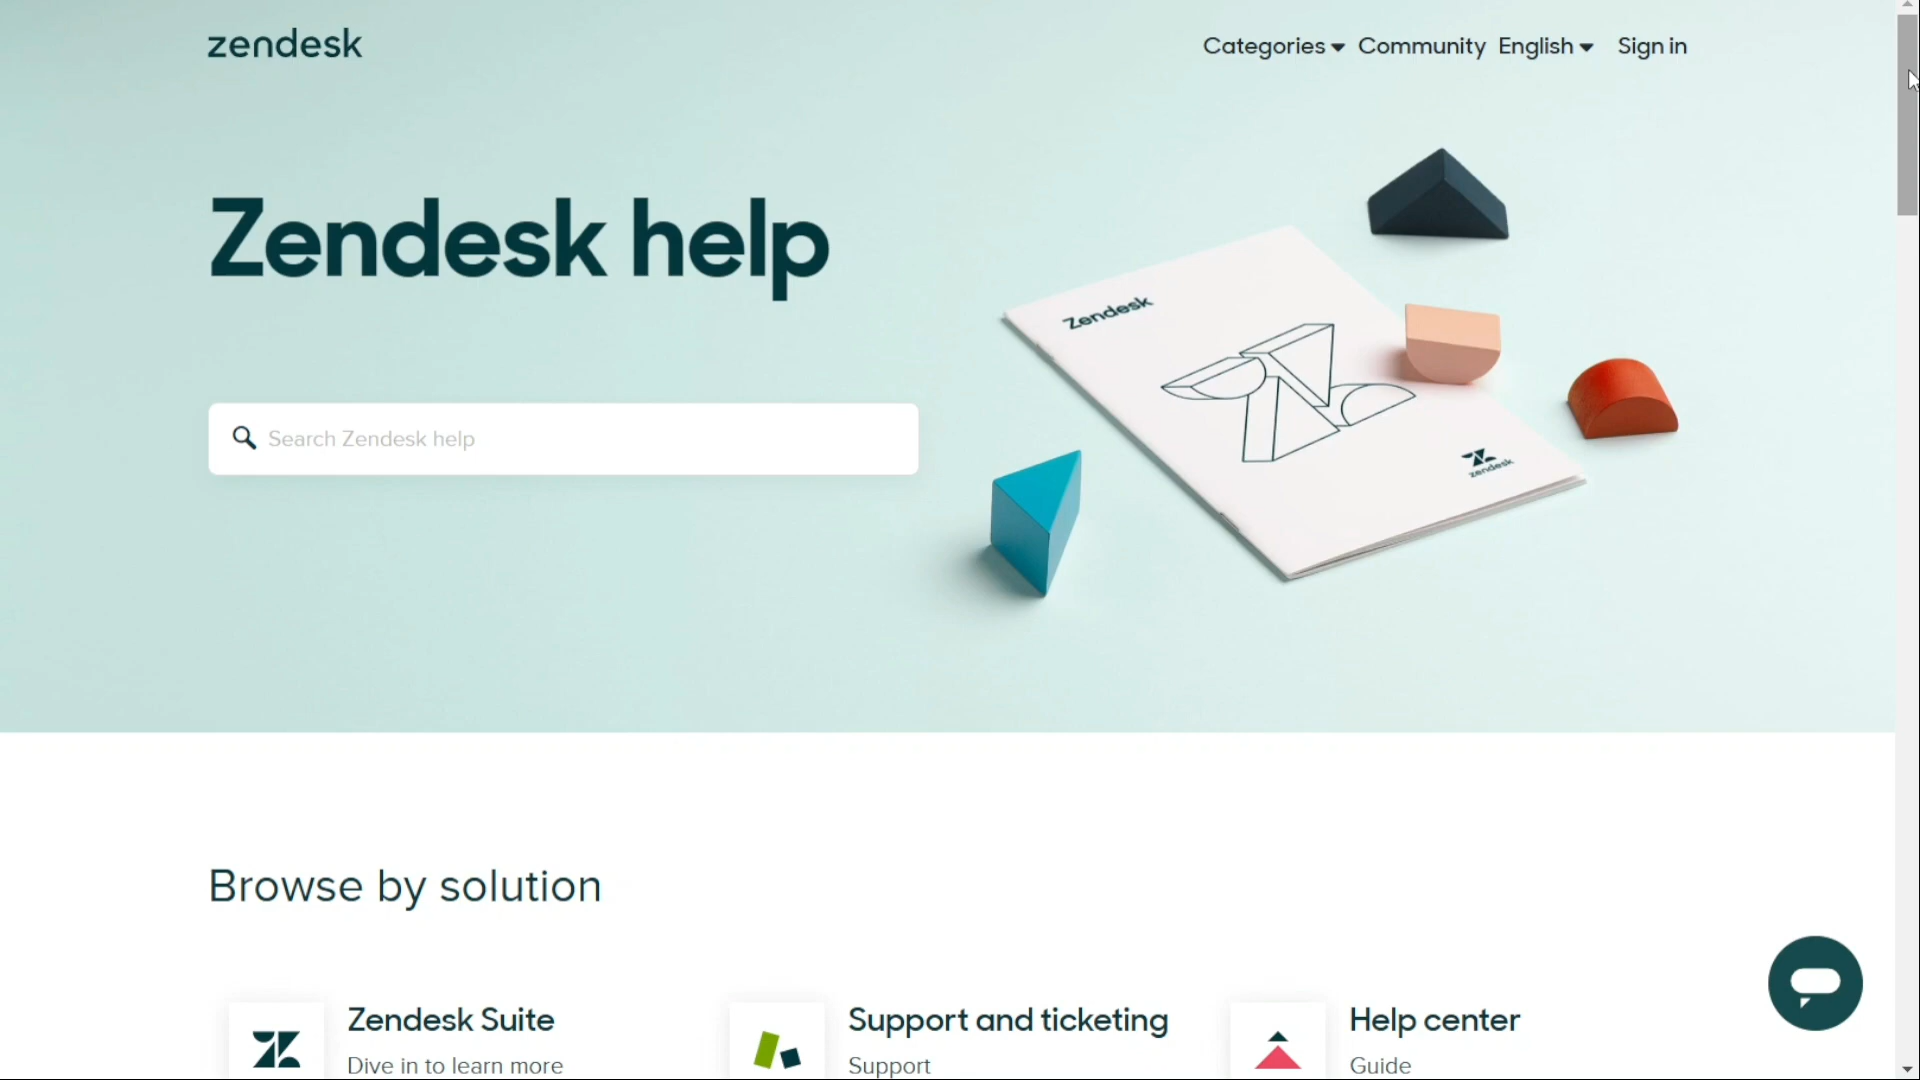 zendesk
Categories Community English Sign in
Zendesk help
Zendesk
Search Zendesk help
zendesk
Browse by solution
Zendesk Suite
Dive in to learn more
Support and ticketing
Support
Help center
Guide